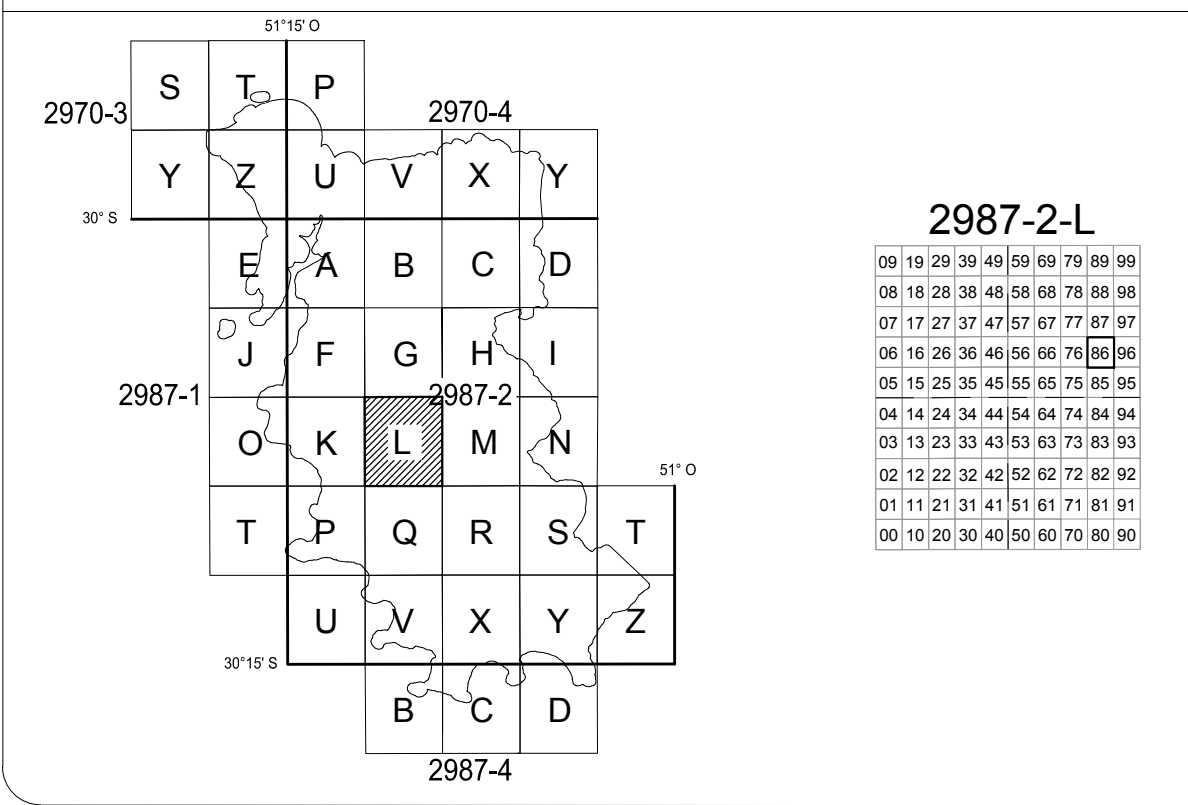 51°15' O
S T P
2970-3 2970-4
Y Z U V X Y
30° S
E A B C D
J F G H I
2987-1 2987-2
O K L M N
51° O
T P Q R S T
U V X Y Z
30°15' S
B C D
2987-4
2987-2-L
09 19 29 39 49 59 69 79 89 99
08 18 28 38 48 58 68 78 88 98
07 17 27 37 47 57 67 77 87 97
06 16 26 36 46 56 66 76 86 96
05 15 25 35 45 55 65 75 85 95
04 14 24 34 44 54 64 74 84 94
03 13 23 33 43 53 63 73 83 93
02 12 22 32 42 52 62 72 82 92
01 11 21 31 41 51 61 71 81 91
00 10 20 30 40 50 60 70 80 90